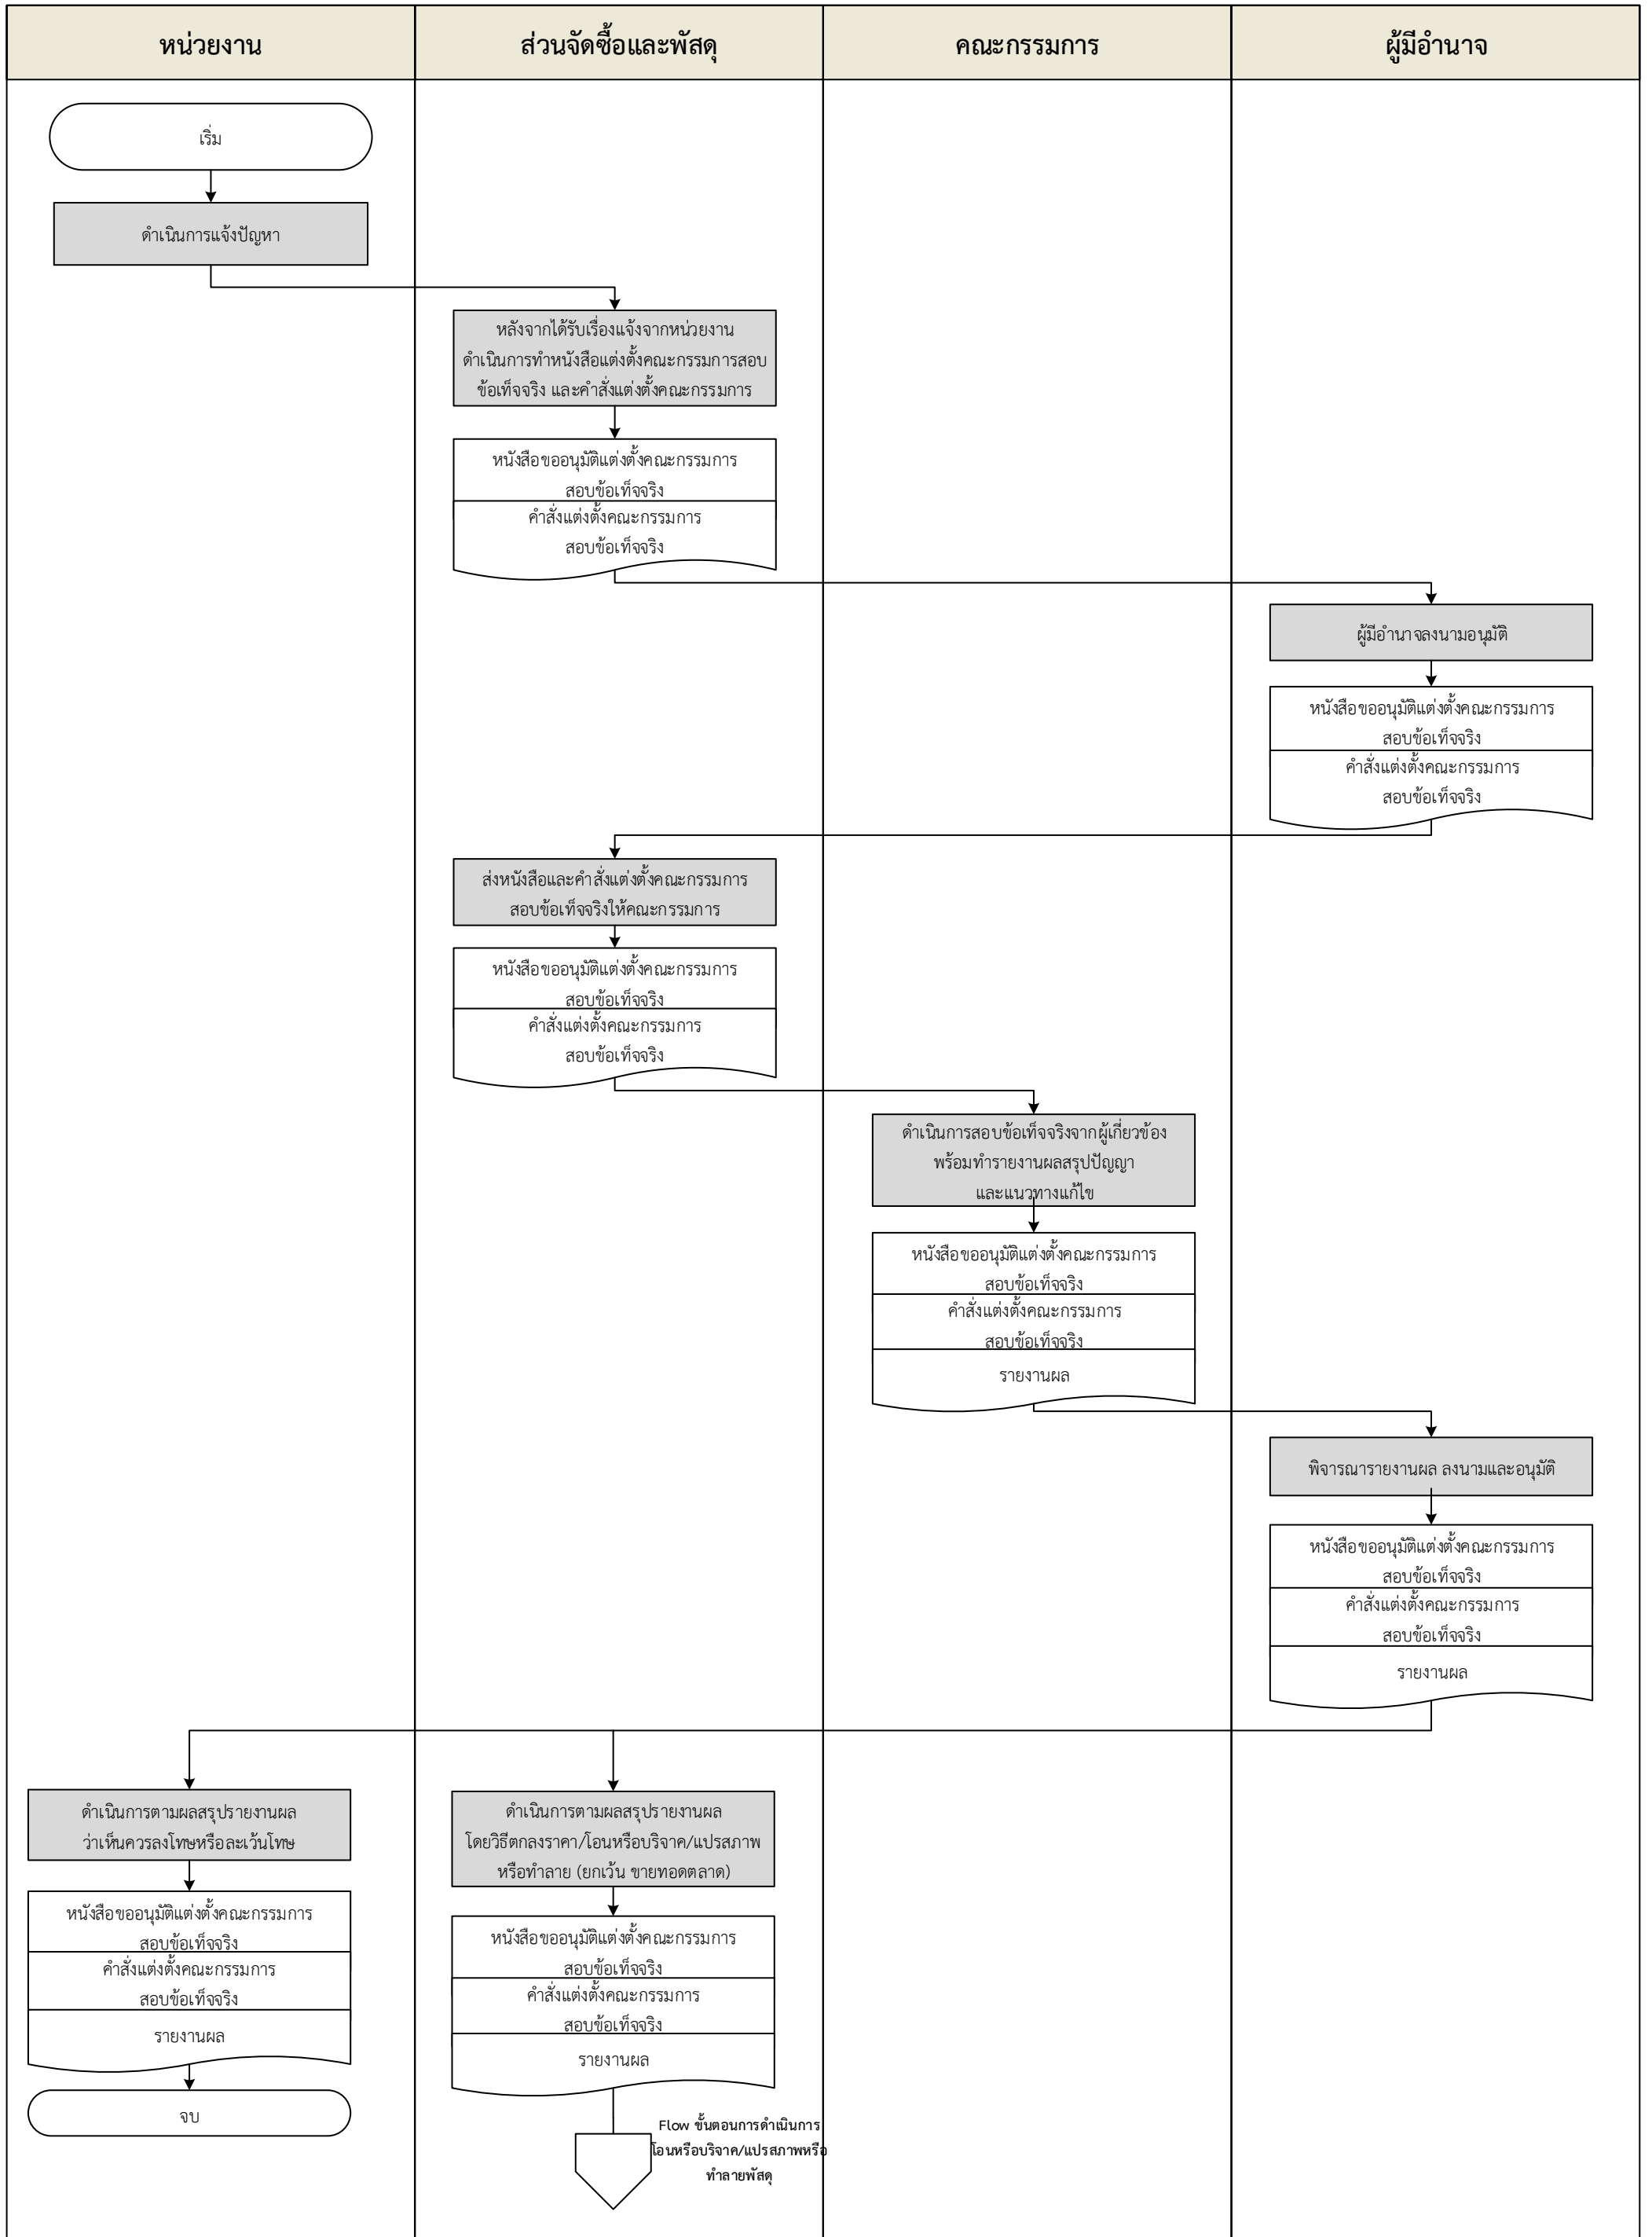 หน่วยงาน
ส่วนจัดซื้อและพัสดุ
คณะกรรมการ
ผู้มีอำนาจ
เริ่ม
ดำเนินการแจ้งปัญหา
หลังจากได้รับเรื่องแจ้งจากหน่วยงาน
ดำเนินการทำหนังสือแต่งตั้งคณะกรรมการสอบ
ข้อเท็จจริง และคำสั่งแต่งตั้งคณะกรรมการ
หนังสือขออนุมัติแต่งตั้งคณะกรรมการ
สอบข้อเท็จจริง
คำสั่งแต่งตั้งคณะกรรมการ
สอบข้อเท็จจริง
ผู้มีอำนาจลงนามอนุมัติ
หนังสือขออนุมัติแต่งตั้งคณะกรรมการ
สอบข้อเท็จจริง
คำสั่งแต่งตั้งคณะกรรมการ
สอบข้อเท็จจริง
ส่งหนังสือและคำสั่งแต่งตั้งคณะกรรมการ
สอบข้อเท็จจริงให้คณะกรรมการ
หนังสือขออนุมัติแต่งตั้งคณะกรรมการ
สอบข้อเท็จจริง
คำสั่งแต่งตั้งคณะกรรมการ
สอบข้อเท็จจริง
ดำเนินการสอบข้อเท็จจริงจากผู้เกี่ยวข้อง
พร้อมทำรายงานผลสรุปปัญญา
และแนวทางแก้ไข
หนังสือขออนุมัติแต่งตั้งคณะกรรมการ
สอบข้อเท็จจริง
คำสั่งแต่งตั้งคณะกรรมการ
สอบข้อเท็จจริง
รายงานผล
พิจารณารายงานผล ลงนามและอนุมัติ
หนังสือขออนุมัติแต่งตั้งคณะกรรมการ
สอบข้อเท็จจริง
คำสั่งแต่งตั้งคณะกรรมการ
สอบข้อเท็จจริง
รายงานผล
ดำเนินการตามผลสรุปรายงานผล
ว่าเห็นควรลงโทษหรือละเว้นโทษ
หนังสือขออนุมัติแต่งตั้งคณะกรรมการ
สอบข้อเท็จจริง
คำสั่งแต่งตั้งคณะกรรมการ
สอบข้อเท็จจริง
รายงานผล
จบ
ดำเนินการตามผลสรุปรายงานผล
โดยวิธีตกลงราคา/โอนหรือบริจาค/แปรสภาพ
หรือทำลาย (ยกเว้น ขายทอดตลาด)
หนังสือขออนุมัติแต่งตั้งคณะกรรมการ
สอบข้อเท็จจริง
คำสั่งแต่งตั้งคณะกรรมการ
สอบข้อเท็จจริง
รายงานผล
Flow ขั้นตอนการดำเนินการ
โอนหรือบริจาค/แปรสภาพหรือ
ทำลายพัสดุ